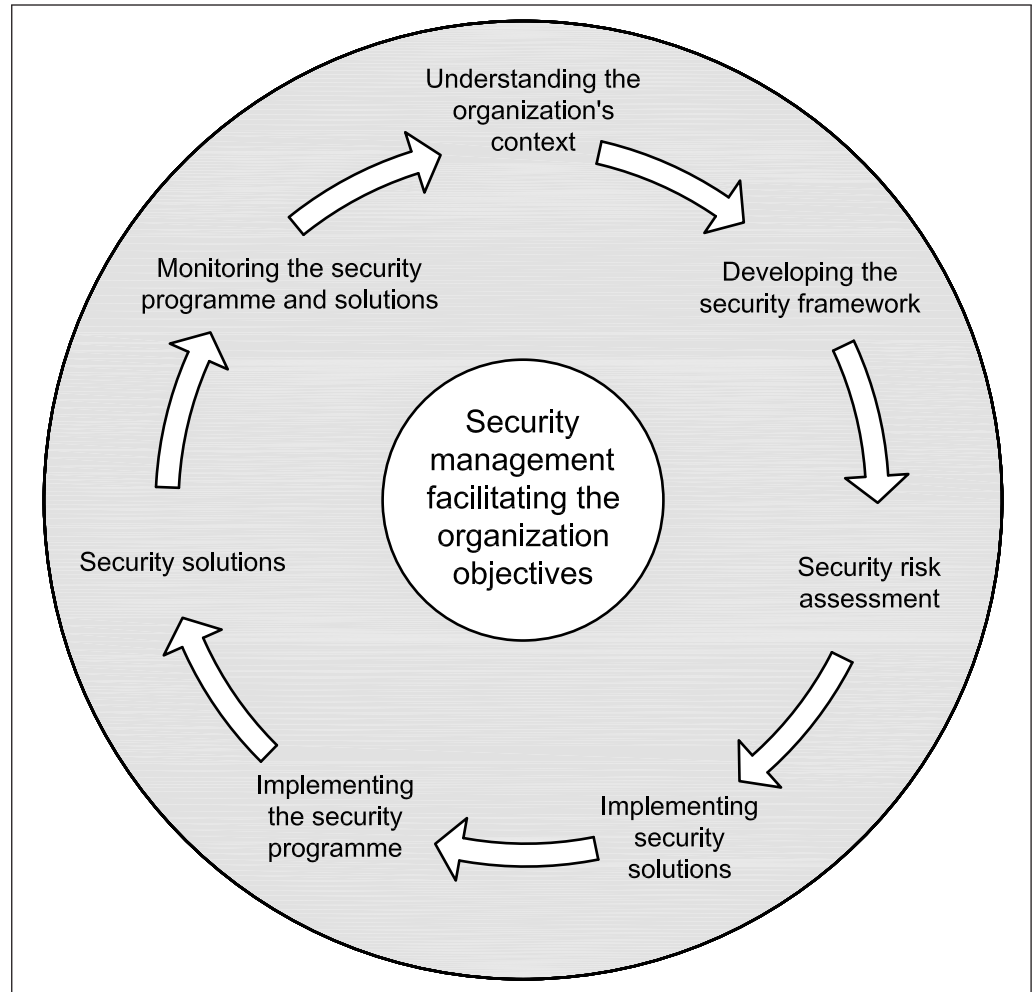 Understanding the
organization's
context
Developing the
security framework
Security risk
assessment
Implementing
security
solutions
Implementing
the security
programme
Security solutions
Monitoring the security
programme and solutions
Security
management
facilitating the
organization
objectives